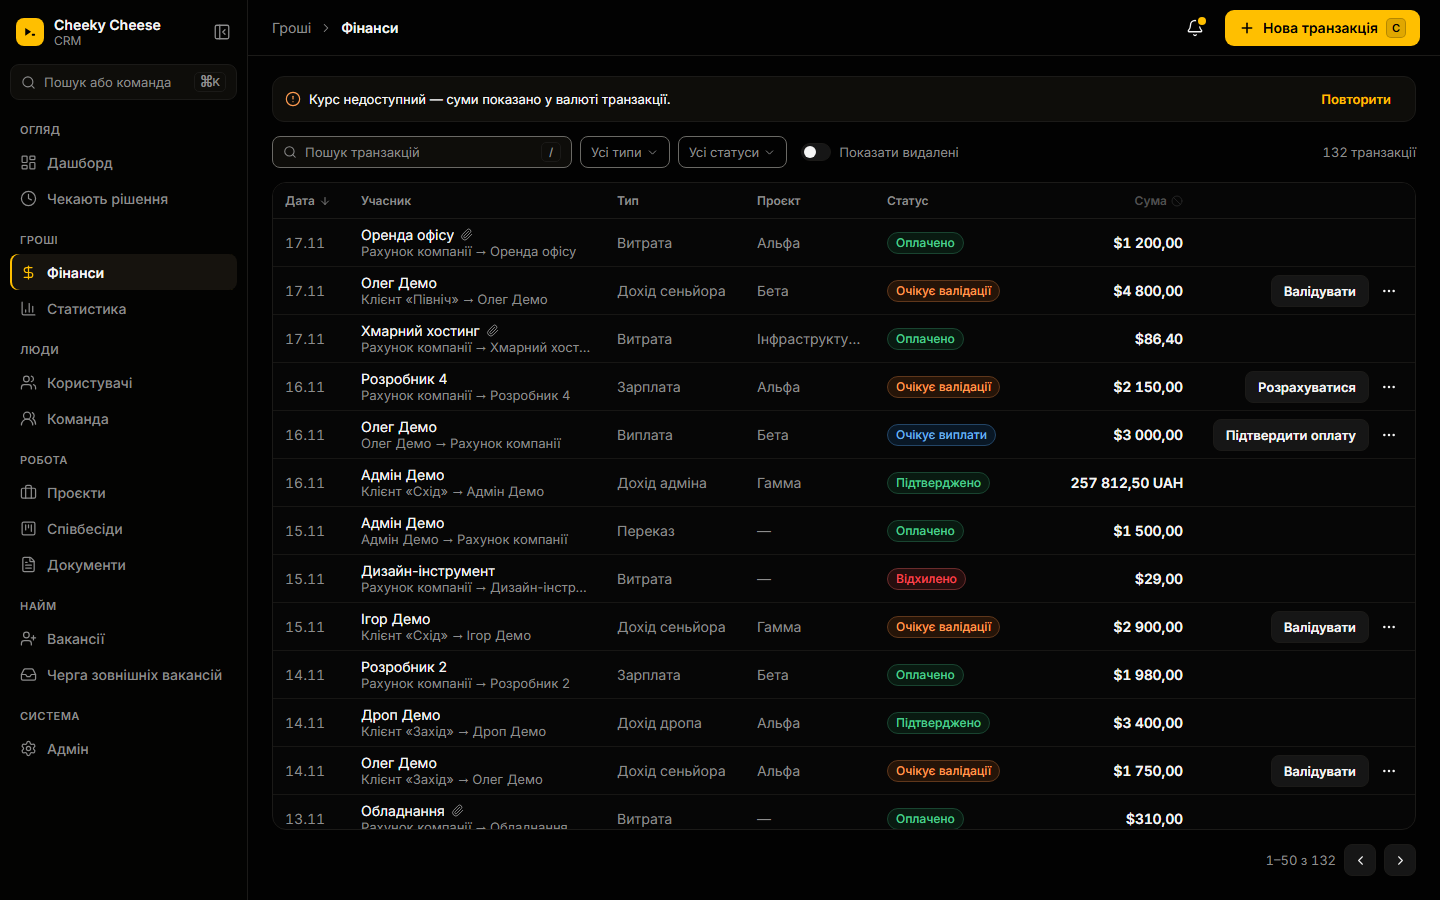 Cheeky Cheese
CRM
Пошук або команда ⌘K
ОГЛЯД
Дашборд
Чекають рішення
ГРОШІ
Фінанси
Статистика
ЛЮДИ
Користувачі
Команда
РОБОТА
Проєкти
Співбесіди
Документи
НАЙМ
Вакансії
Черга зовнішніх вакансій
СИСТЕМА
Адмін
Гроші > Фінанси
+ Нова транзакція C
Курс недоступний — суми показано у валюті транзакції. Повторити
Пошук транзакцій / Усі типи Усі статуси Показати видалені 132 транзакції
Дата ↓ Учасник Тип Проєкт Статус Сума
17.11 Оренда офісу Витрата Альфа Оплачено $1 200,00
Рахунок компанії → Оренда офісу
17.11 Олег Демо Дохід сеньйора Бета Очікує валідації $4 800,00 Валідувати ···
Клієнт «Північ» → Олег Демо
17.11 Хмарний хостинг Витрата Інфраструкту... Оплачено $86,40
Рахунок компанії → Хмарний хост...
16.11 Розробник 4 Зарплата Альфа Очікує валідації $2 150,00 Розрахуватися ···
Рахунок компанії → Розробник 4
16.11 Олег Демо Виплата Бета Очікує виплати $3 000,00 Підтвердити оплату ···
Олег Демо → Рахунок компанії
16.11 Адмін Демо Дохід адміна Гамма Підтверджено 257 812,50 UAH
Клієнт «Схід» → Адмін Демо
15.11 Адмін Демо Переказ — Оплачено $1 500,00
Адмін Демо → Рахунок компанії
15.11 Дизайн-інструмент Витрата — Відхилено $29,00
Рахунок компанії → Дизайн-інстр...
15.11 Ігор Демо Дохід сеньйора Гамма Очікує валідації $2 900,00 Валідувати ···
Клієнт «Схід» → Ігор Демо
14.11 Розробник 2 Зарплата Бета Оплачено $1 980,00
Рахунок компанії → Розробник 2
14.11 Дроп Демо Дохід дропа Альфа Підтверджено $3 400,00
Клієнт «Захід» → Дроп Демо
14.11 Олег Демо Дохід сеньйора Альфа Очікує валідації $1 750,00 Валідувати ···
Клієнт «Захід» → Олег Демо
13.11 Обладнання Витрата — Оплачено $310,00
Рахунок компанії → Обладнання
1–50 з 132